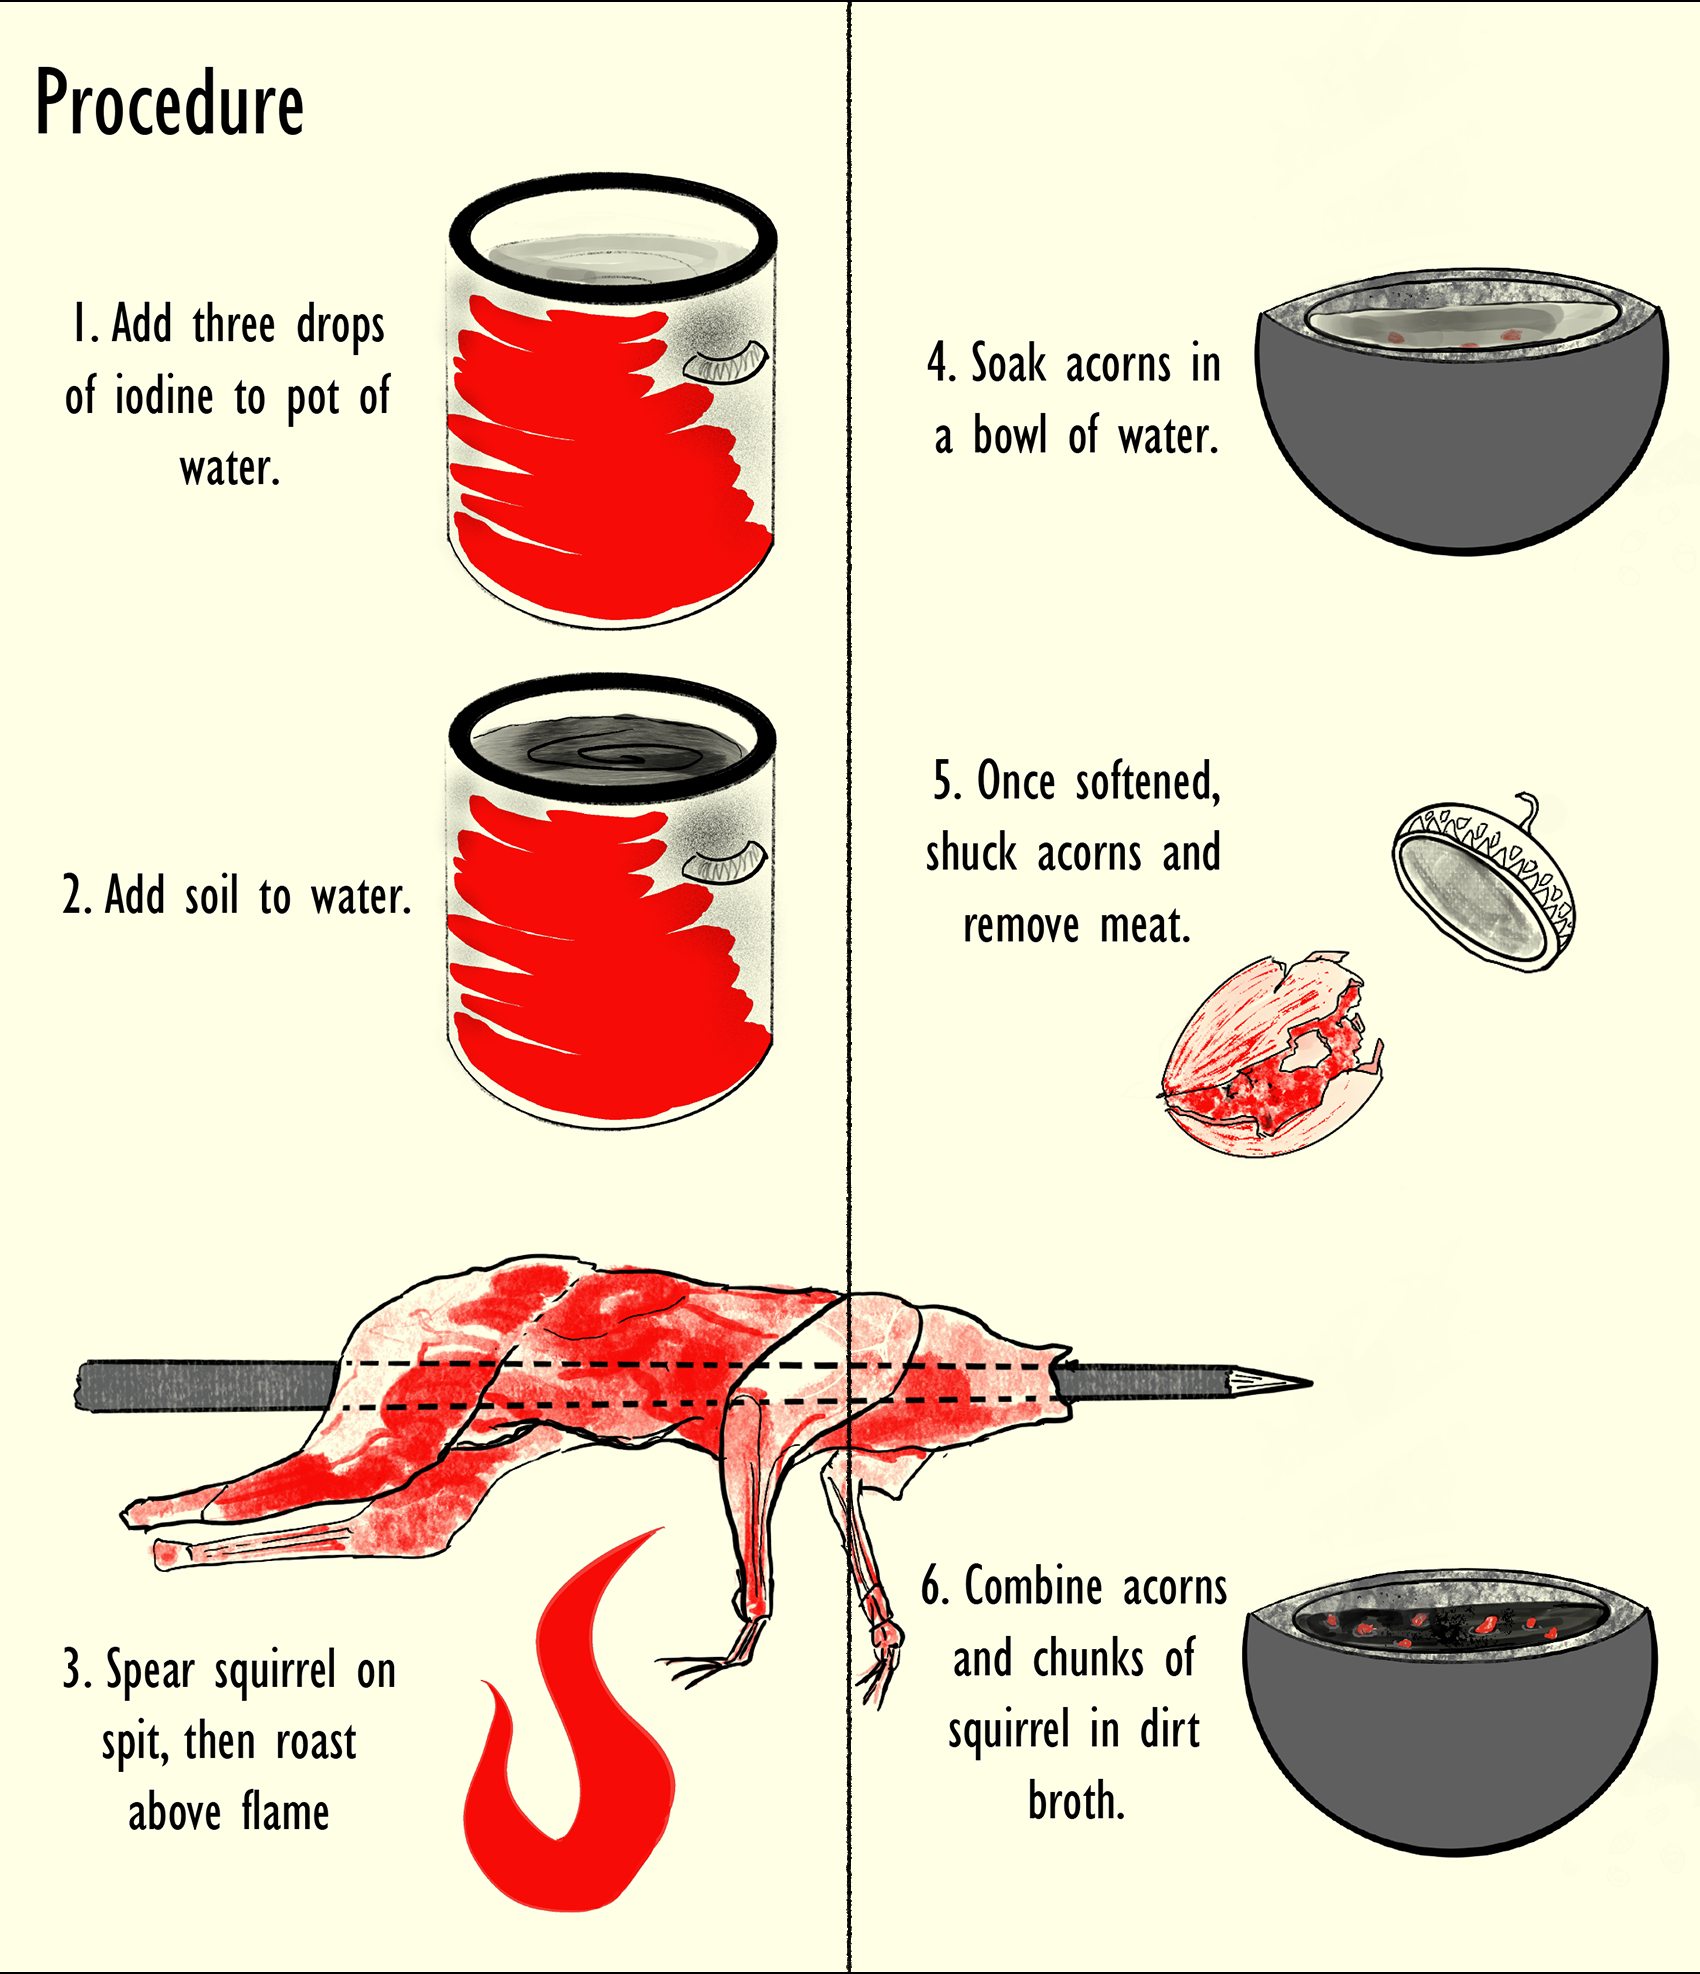 Procedure
1. Add three drops
of iodine to pot of
water.
2. Add soil to water.
3. Spear squirrel on
spit, then roast
above flame
4. Soak acorns in
a bowl of water.
5. Once softened,
shuck acorns and
remove meat.
6. Combine acorns
and chunks of
squirrel in dirt
broth.